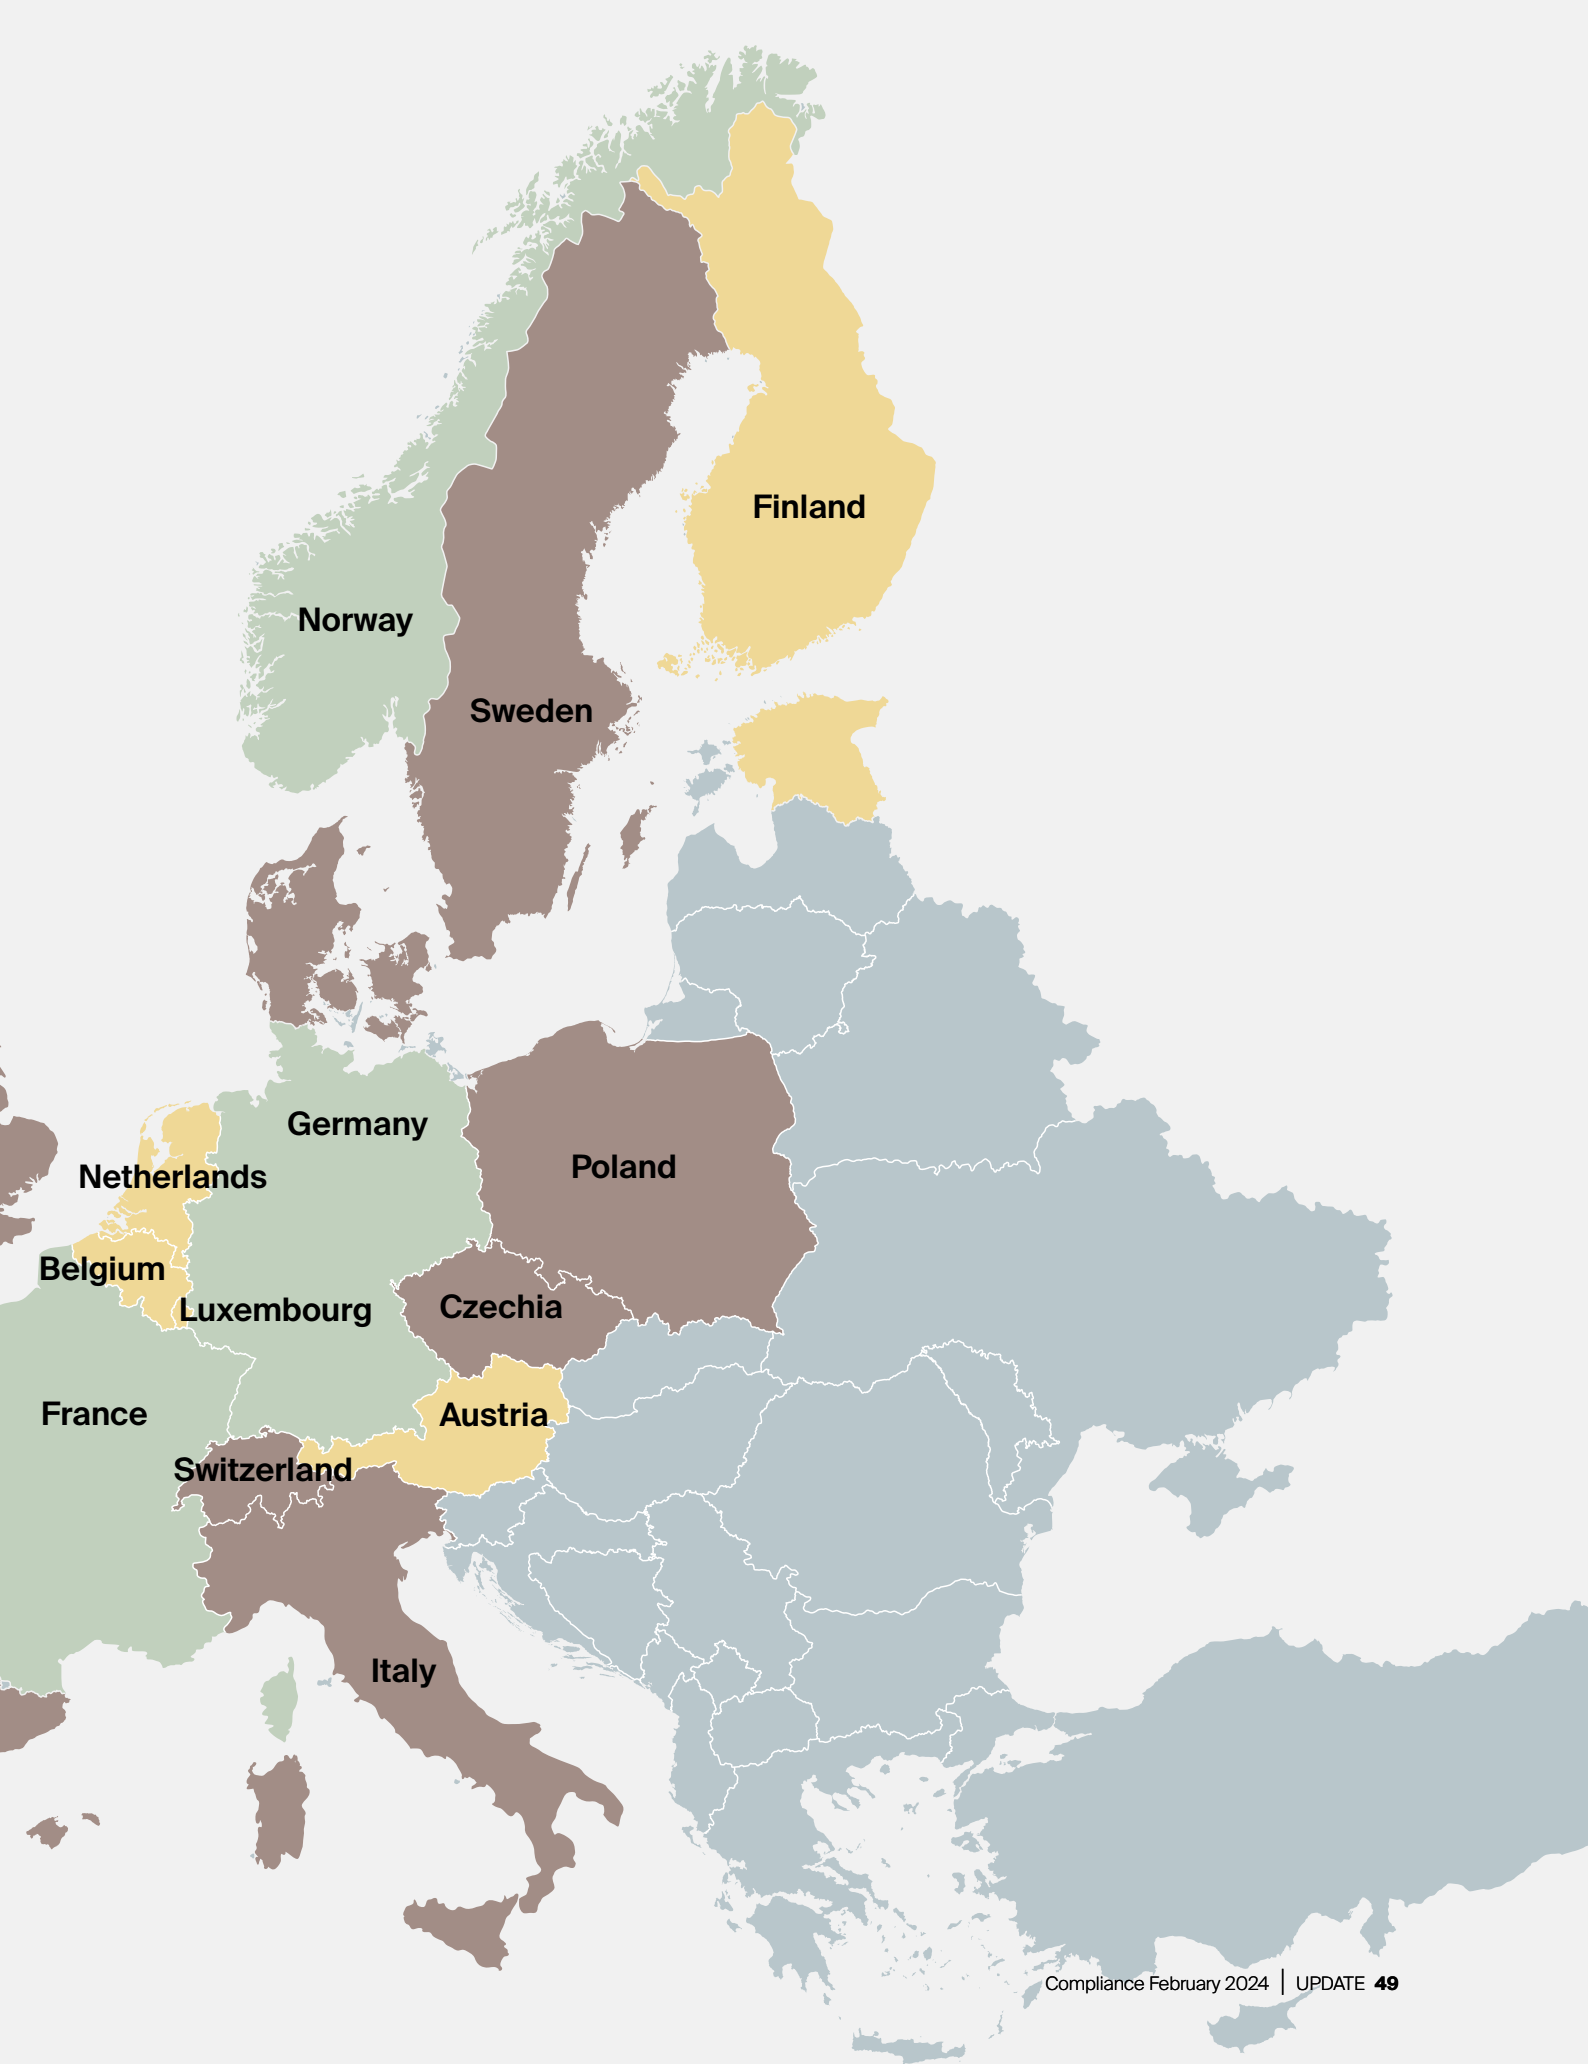 Finland
Norway
Sweden
Germany
Poland
Netherlands
Belgium
Czechia
Luxembourg
France
Austria
Switzerland
Italy
Compliance February 2024 | UPDATE 49